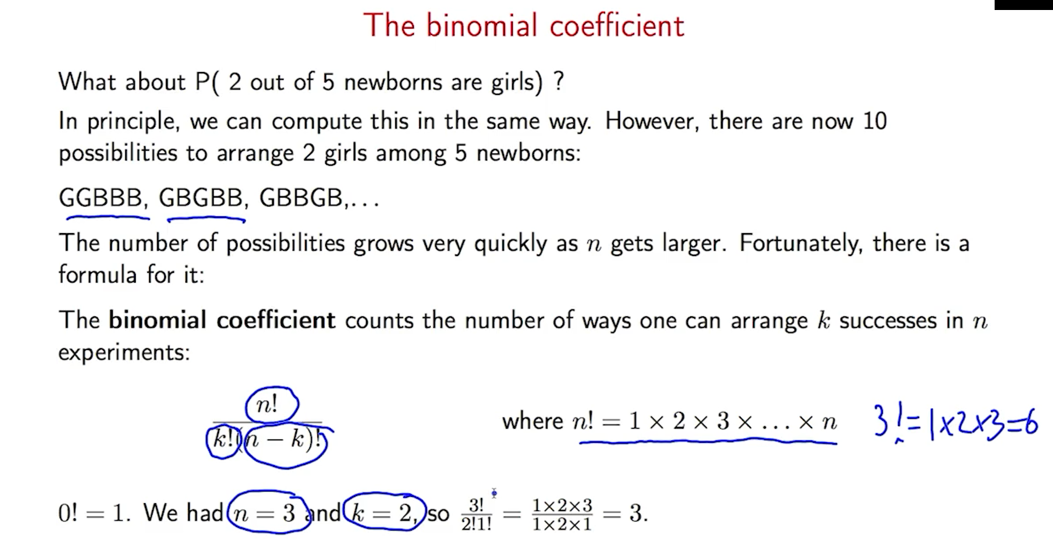 The binomial coefficient
What about P( 2 out of 5 newborns are girls) ?
In principle, we can compute this in the same way. However, there are now 10
possibilities to arrange 2 girls among 5 newborns:
GGBBB, GBGBB, GBBGB,...
The number of possibilities grows very quickly as n gets larger. Fortunately, there is a
formula for it:
The binomial coefficient counts the number of ways one can arrange k successes in n
experiments:
n!/(k!(n − k)!) where n! = 1 × 2 × 3 × ... × n 3! = 1×2×3=6
0! = 1. We had n = 3 and k = 2, so 3!/(2!1!) = (1×2×3)/(1×2×1) = 3.